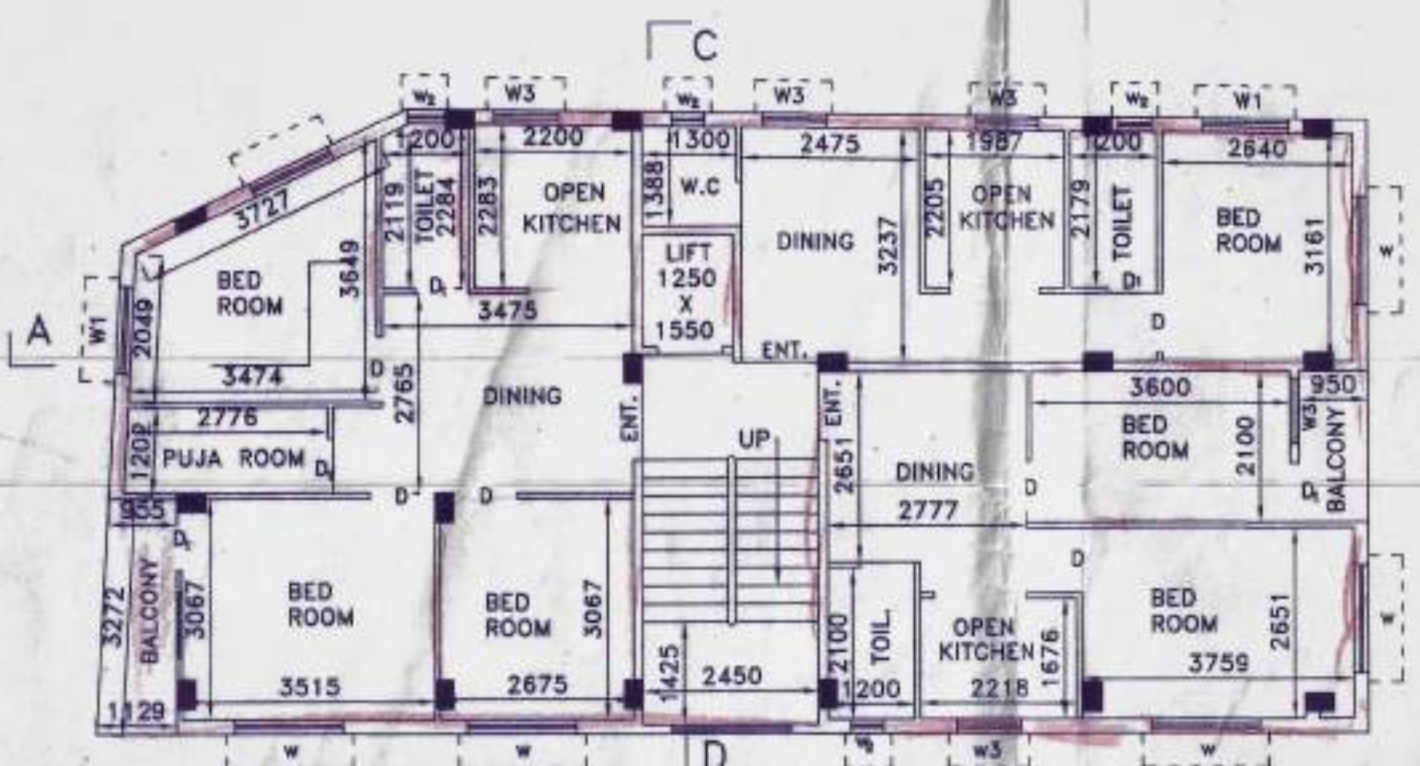 C
W2
W3
W2
W3
W3
W2
W1
1200
2200
1300
2475
1987
1200
2640
3727
2119
TOILET
2284
2283
OPEN
KITCHEN
1388
W.C
DINING
3237
2205
OPEN
KITCHEN
2179
TOILET
BED
ROOM
3161
W
BED
ROOM
3649
D1
LIFT
1250
X
1550
D1
A
W1
2049
3475
D
3474
D
ENT.
2765
DINING
ENT.
ENT.
3600
950
2776
1202
PUJA ROOM
UP
2651
DINING
BED
ROOM
2100
W3
BALCONY
D
D
D
D1
2777
D1
BALCONY
3272
3067
BED
ROOM
BED
ROOM
3067
D
2100
TOIL.
OPEN
KITCHEN
1676
BED
ROOM
2651
W
3515
2675
1425
2450
1200
2218
3759
1129
W
W
D
W3
W